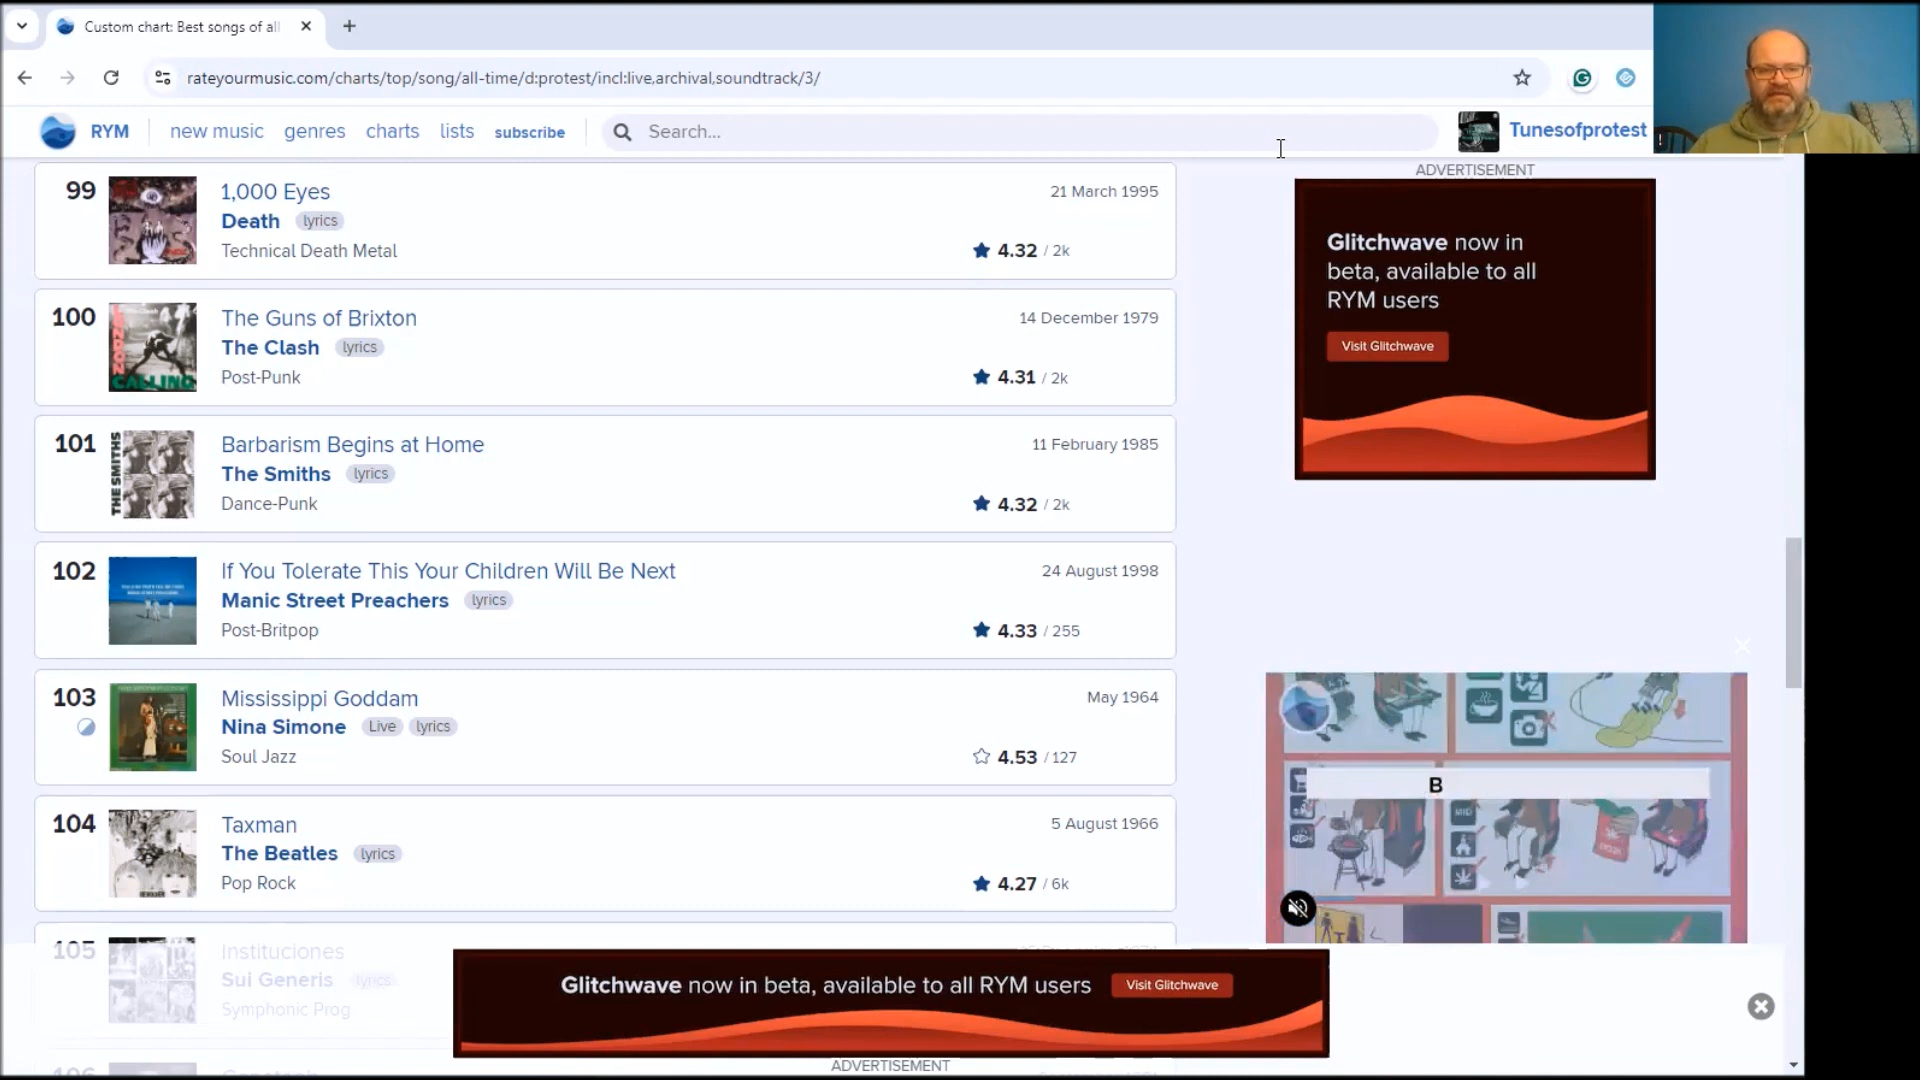 Custom chart: Best songs of all
rateyourmusic.com/charts/top/song/all-time/d:protest/incl:live,archival,soundtrack/3/
RYM new music genres charts lists subscribe Search... Tunesofprotest
99 1,000 Eyes 21 March 1995
Death lyrics
Technical Death Metal 4.32 / 2k
100 The Guns of Brixton 14 December 1979
The Clash lyrics
Post-Punk 4.31 / 2k
CALLING
101 Barbarism Begins at Home 11 February 1985
The Smiths lyrics
Dance-Punk 4.32 / 2k
THE SMITHS
102 If You Tolerate This Your Children Will Be Next 24 August 1998
Manic Street Preachers lyrics
Post-Britpop 4.33 / 255
103 Mississippi Goddam May 1964
Nina Simone Live lyrics
Soul Jazz 4.53 / 127
104 Taxman 5 August 1966
The Beatles lyrics
Pop Rock 4.27 / 6k
105 Instituciones
Sui Generis lyrics
Symphonic Prog
106
ADVERTISEMENT
Glitchwave now in
beta, available to all
RYM users
Visit Glitchwave
B
MID
Glitchwave now in beta, available to all RYM users Visit Glitchwave
ADVERTISEMENT